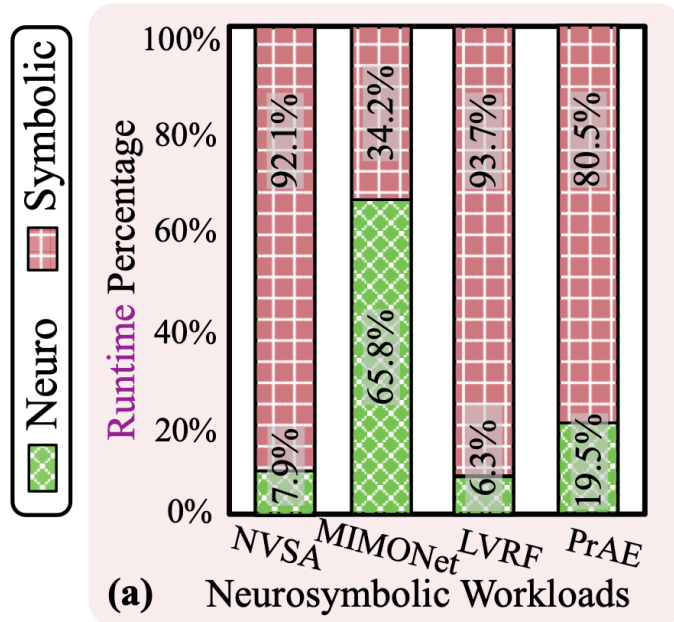 Neuro Symbolic
Runtime Percentage
100%
80%
60%
40%
20%
0%
92.1%
7.9%
34.2%
65.8%
93.7%
6.3%
80.5%
19.5%
NVSA
MIMONet
LVRF
PrAE
(a) Neurosymbolic Workloads